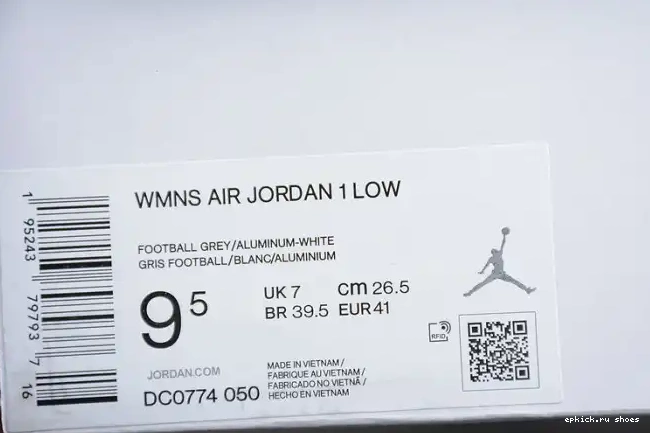 WMNS AIR JORDAN 1 LOW
FOOTBALL GREY/ALUMINUM-WHITE
GRIS FOOTBALL/BLANC/ALUMINIUM
9⁵
UK 7 cm 26.5
BR 39.5 EUR 41
RFID
JORDAN.COM
DC0774 050
MADE IN VIETNAM /
FABRIQUE AU VIETNAM /
FABRICADO NO VIETNÃ /
HECHO EN VIETNAM
1 95243 79793 7 16
epkick.ru shoes